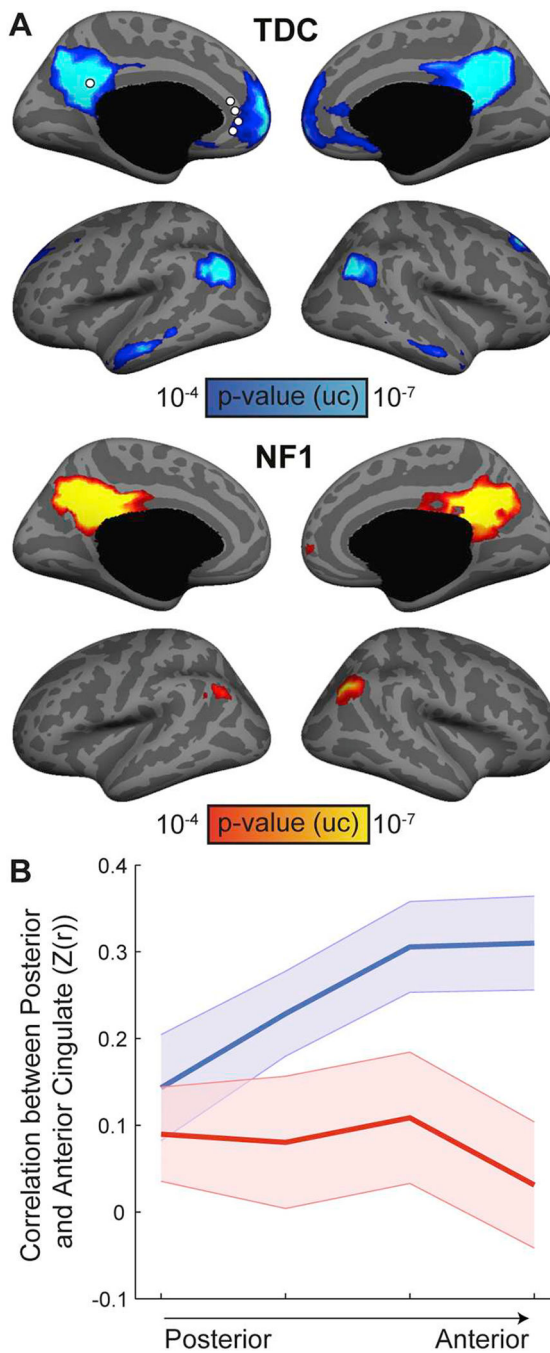 A
TDC
10-4 p-value (uc) 10-7
NF1
10-4 p-value (uc) 10-7
B
Correlation between Posterior
and Anterior Cingulate (Z(r))
0.4
0.3
0.2
0.1
0
-0.1
Posterior Anterior